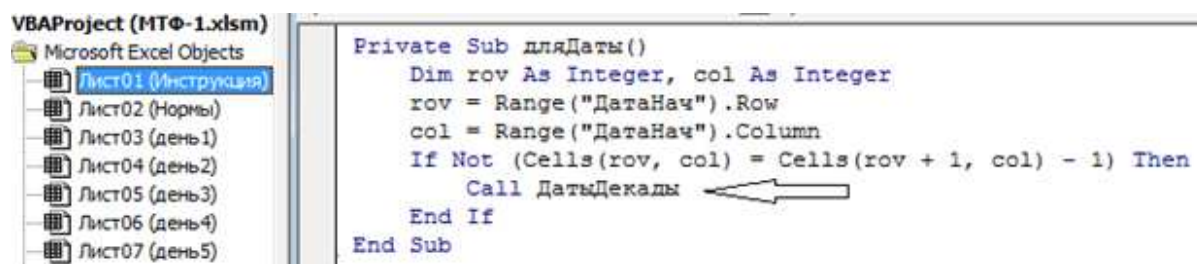 VBAProject (МТФ-1.xlsm)
Microsoft Excel Objects
Лист01 (Инструкция)
Лист02 (Нормы)
Лист03 (день1)
Лист04 (день2)
Лист05 (день3)
Лист06 (день4)
Лист07 (день5)
Private Sub дляДаты()
Dim rov As Integer, col As Integer
rov = Range("ДатаНач").Row
col = Range("ДатаНач").Column
If Not (Cells(rov, col) = Cells(rov + 1, col) - 1) Then
Call ДатыДекады
End If
End Sub